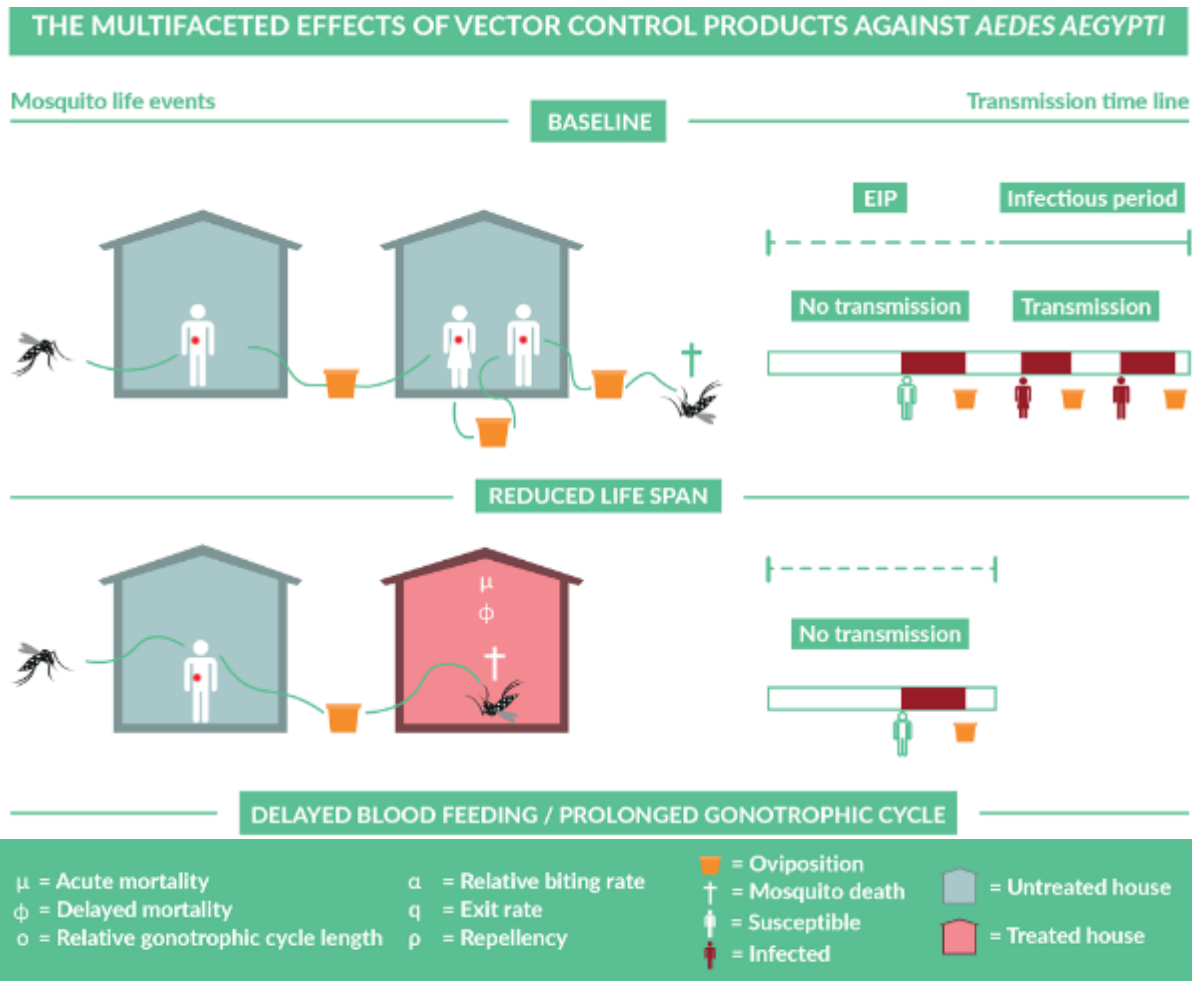 THE MULTIFACETED EFFECTS OF VECTOR CONTROL PRODUCTS AGAINST AEDES AEGYPTI
Mosquito life events
Transmission time line
BASELINE
EIP
Infectious period
No transmission
Transmission
REDUCED LIFE SPAN
μ
ϕ
No transmission
DELAYED BLOOD FEEDING / PROLONGED GONOTROPHIC CYCLE
μ = Acute mortality
ϕ = Delayed mortality
o = Relative gonotrophic cycle length
α = Relative biting rate
q = Exit rate
ρ = Repellency
= Oviposition
= Mosquito death
= Susceptible
= Infected
= Untreated house
= Treated house